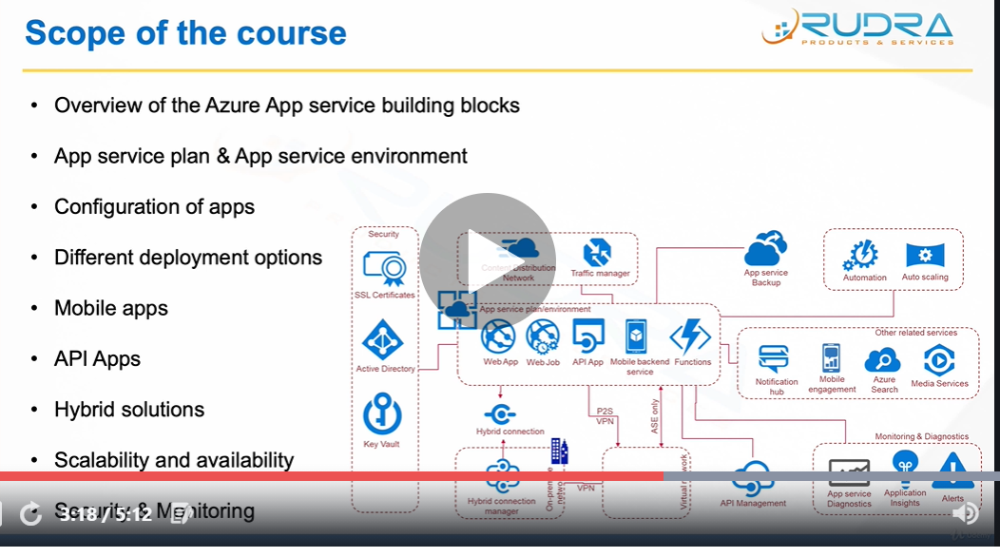 Scope of the course
RUDRA
PRODUCTS & SERVICES
• Overview of the Azure App service building blocks
• App service plan & App service environment
• Configuration of apps
• Different deployment options
• Mobile apps
• API Apps
• Hybrid solutions
• Scalability and availability
Security & Monitoring
3:18 / 5:12
Security
SSL Certificates
Active Directory
Key Vault
Content Distribution
Network
Traffic manager
App service
Backup
Automation
Auto scaling
App service plan/environment
Web App
Web Job
API App
Mobile backend
service
Functions
Other related services
Notification
hub
Mobile
engagement
Azure
Search
Media Services
Hybrid connection
P2S
VPN
ASE only
Hybrid connection
manager
On-premise
network
VPN
Virtual network
API Management
Monitoring & Diagnostics
App service
Diagnostics
Application
Insights
Alerts